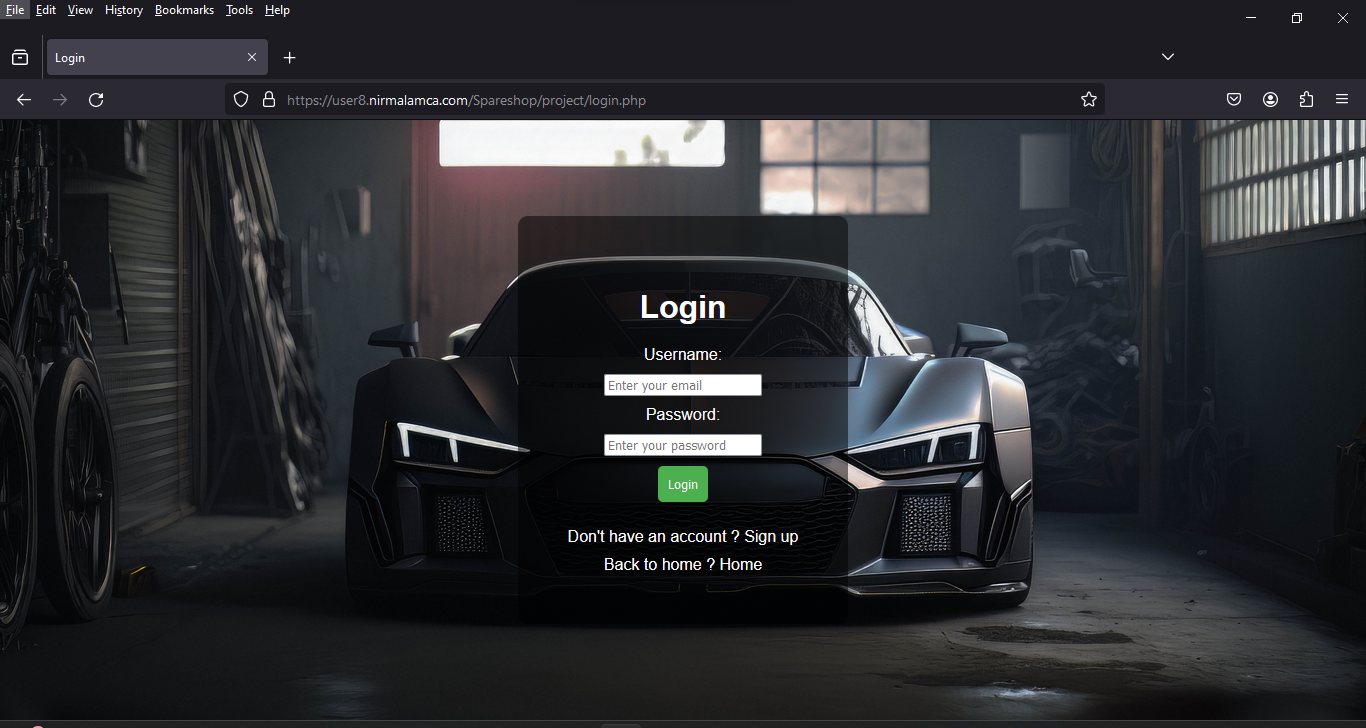 File Edit View History Bookmarks Tools Help
Login
https://user8.nirmalamca.com/Spareshop/project/login.php
Login
Username:
Enter your email
Password:
Enter your password
Login
Don't have an account ? Sign up
Back to home ? Home